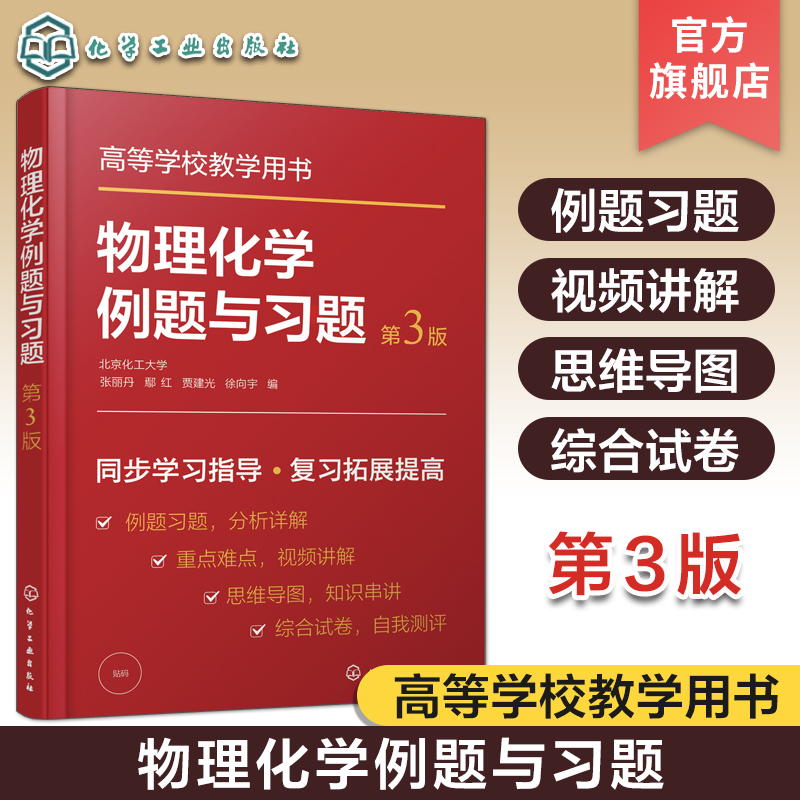 化学工业出版社
官方
旗舰店
高等学校教学用书
物理化学
例题与习题 第3版
北京化工大学
张丽丹 鄢红 贾建光 徐向宇 编
同步学习指导·复习拓展提高
例题习题，分析详解
重点难点，视频讲解
思维导图，知识串讲
综合试卷，自我测评
贴码
物理化学例题与习题 第3版
化学工业出版社
例题习题
视频讲解
思维导图
综合试卷
第3版
高等学校教学用书
物理化学例题与习题